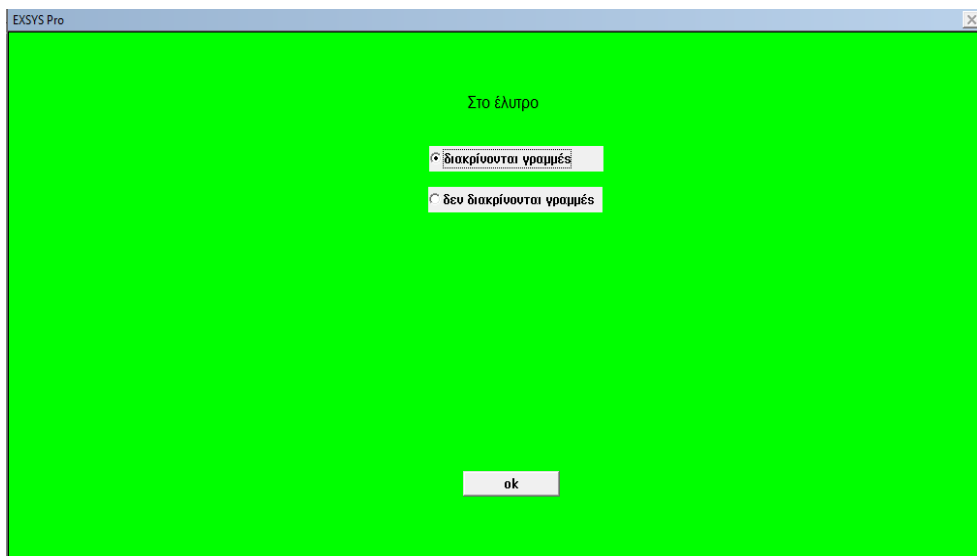 EXSYS Pro
Στο έλυτρο
διακρίνονται γραμμές
δεν διακρίνονται γραμμές
ok